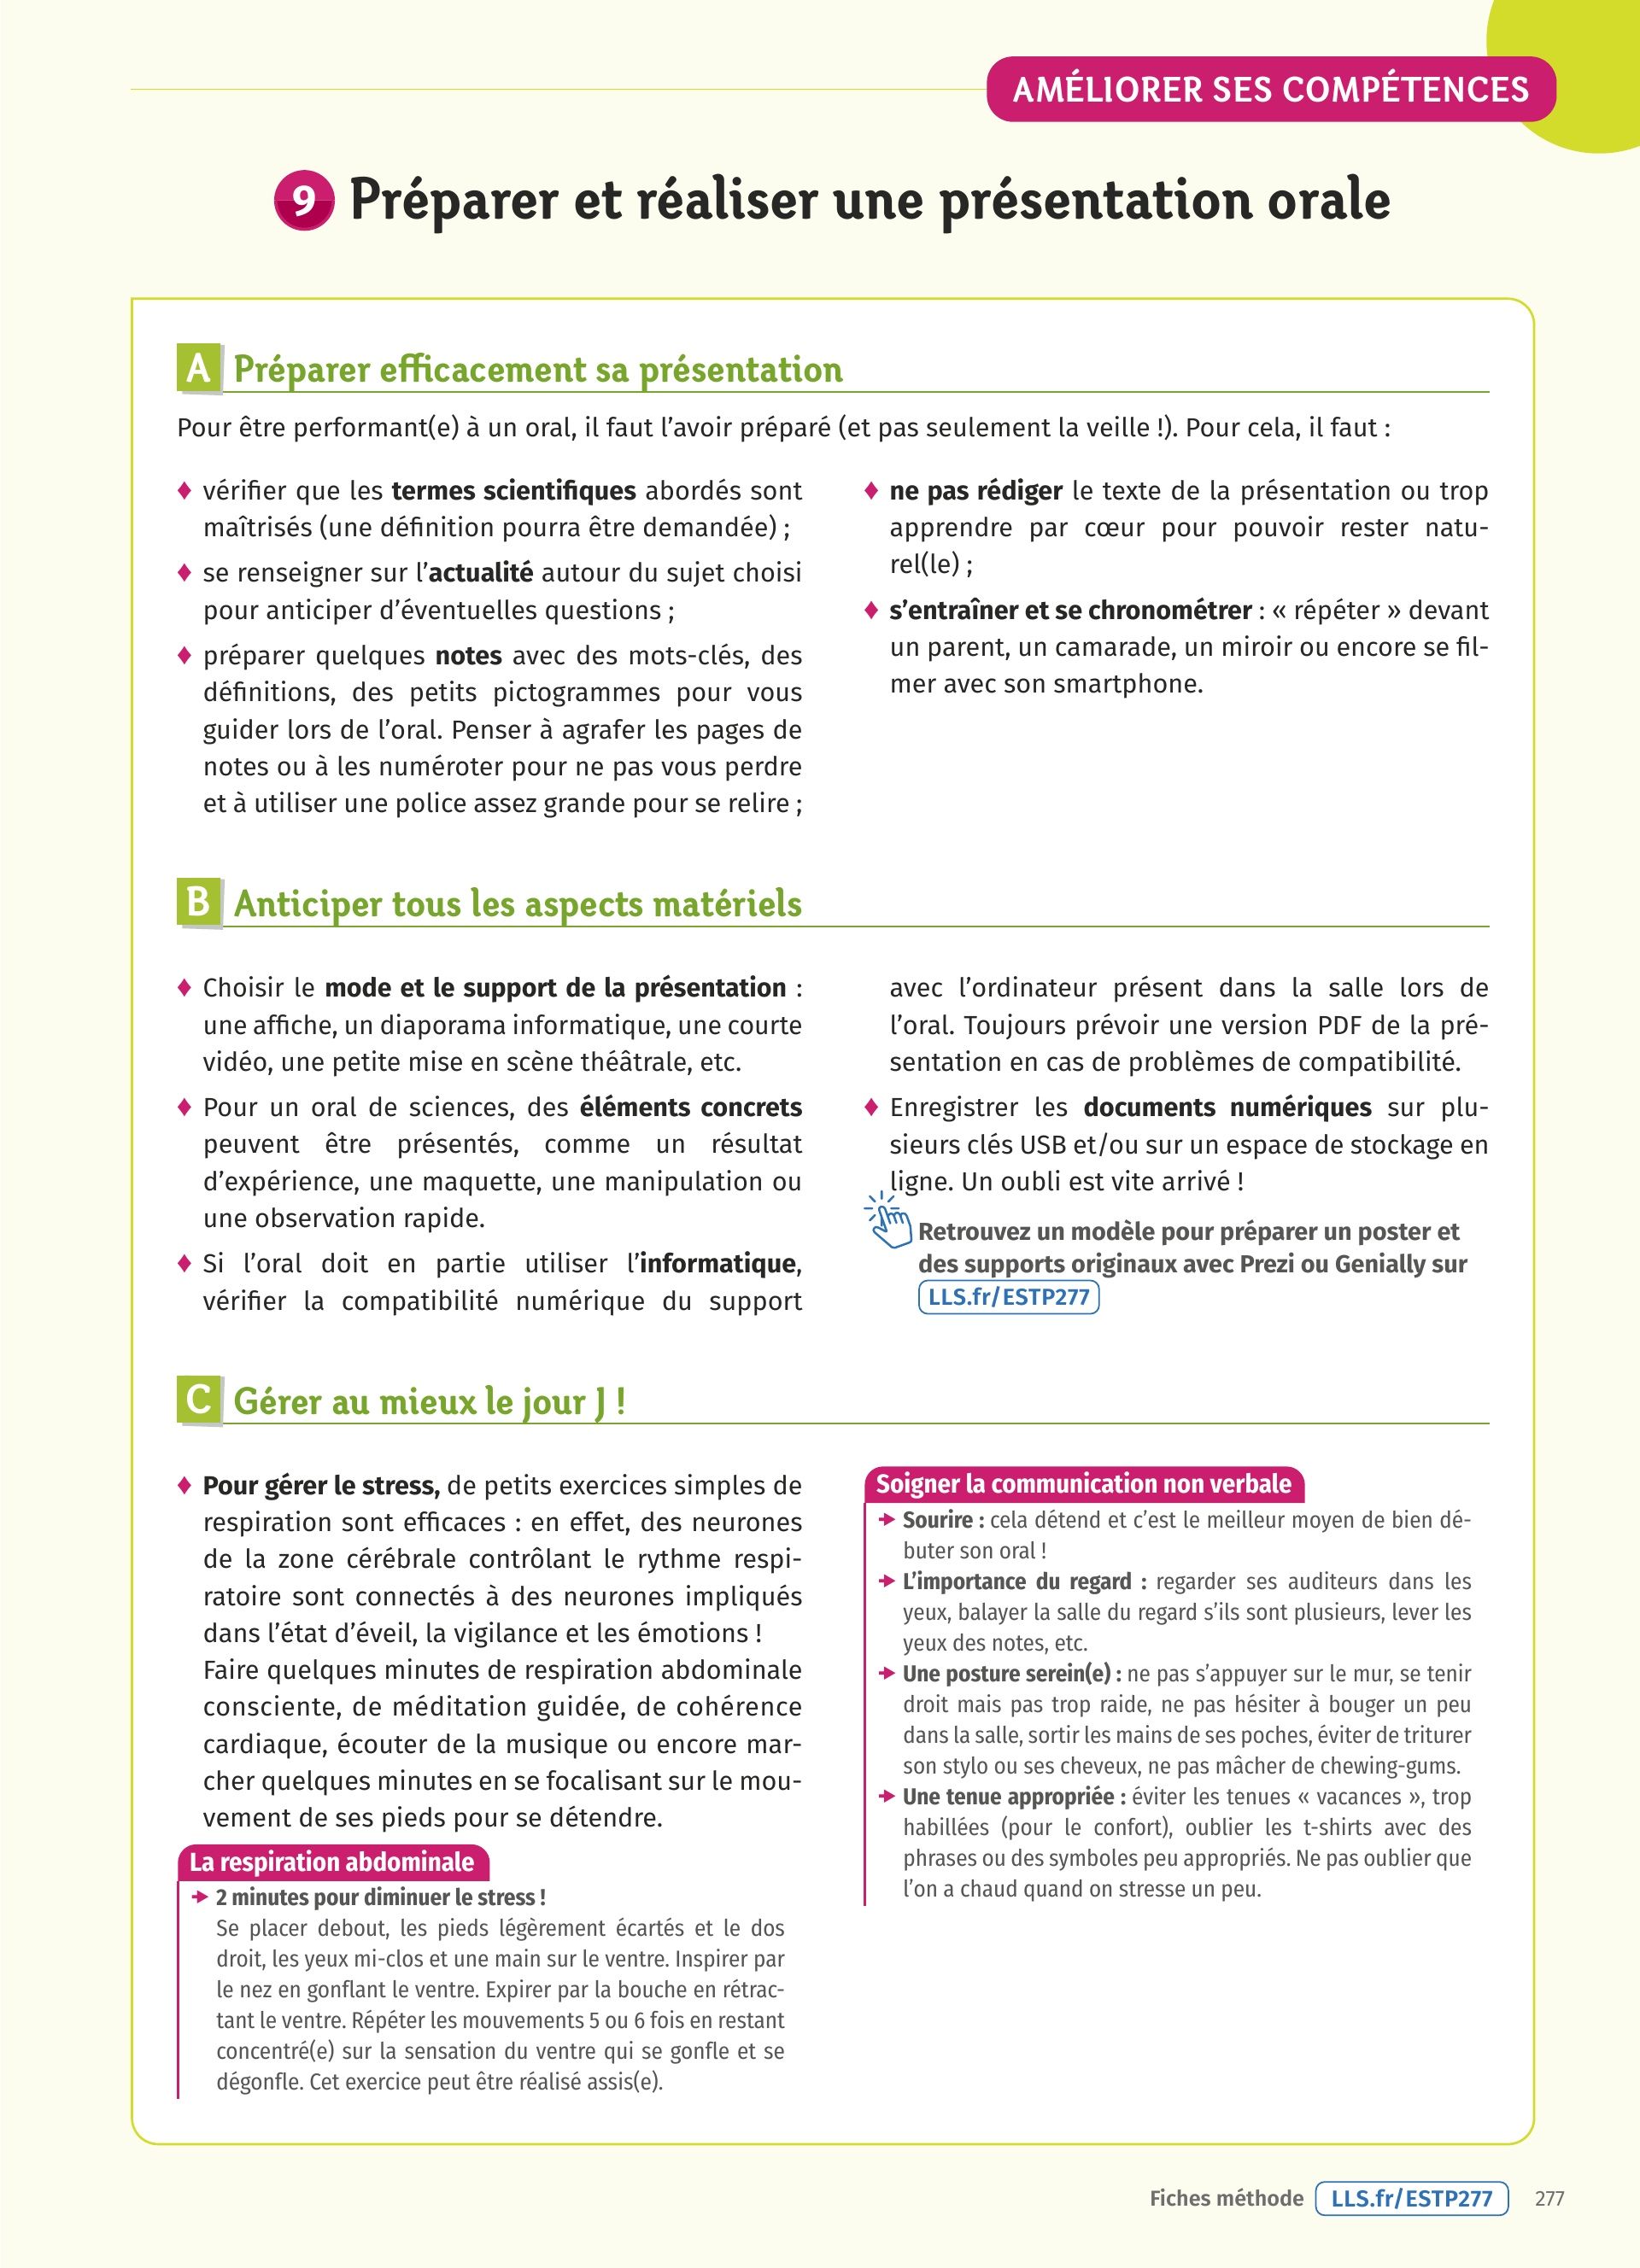 AMÉLIORER SES COMPÉTENCES
9 Préparer et réaliser une présentation orale
A Préparer efficacement sa présentation
Pour être performant(e) à un oral, il faut l’avoir préparé (et pas seulement la veille !). Pour cela, il faut :
♦ vérifier que les termes scientifiques abordés sont
maîtrisés (une définition pourra être demandée) ;
♦ se renseigner sur l’actualité autour du sujet choisi
pour anticiper d’éventuelles questions ;
♦ préparer quelques notes avec des mots-clés, des
définitions, des petits pictogrammes pour vous
guider lors de l’oral. Penser à agrafer les pages de
notes ou à les numéroter pour ne pas vous perdre
et à utiliser une police assez grande pour se relire ;
♦ ne pas rédiger le texte de la présentation ou trop
apprendre par cœur pour pouvoir rester natu-
rel(le) ;
♦ s’entraîner et se chronométrer : « répéter » devant
un parent, un camarade, un miroir ou encore se fil-
mer avec son smartphone.
B Anticiper tous les aspects matériels
♦ Choisir le mode et le support de la présentation :
une affiche, un diaporama informatique, une courte
vidéo, une petite mise en scène théâtrale, etc.
♦ Pour un oral de sciences, des éléments concrets
peuvent être présentés, comme un résultat
d’expérience, une maquette, une manipulation ou
une observation rapide.
♦ Si l’oral doit en partie utiliser l’informatique,
vérifier la compatibilité numérique du support
avec l’ordinateur présent dans la salle lors de
l’oral. Toujours prévoir une version PDF de la pré-
sentation en cas de problèmes de compatibilité.
♦ Enregistrer les documents numériques sur plu-
sieurs clés USB et/ou sur un espace de stockage en
ligne. Un oubli est vite arrivé !
Retrouvez un modèle pour préparer un poster et
des supports originaux avec Prezi ou Genially sur
LLS.fr/ESTP277
C Gérer au mieux le jour J !
♦ Pour gérer le stress, de petits exercices simples de
respiration sont efficaces : en effet, des neurones
de la zone cérébrale contrôlant le rythme respi-
ratoire sont connectés à des neurones impliqués
dans l’état d’éveil, la vigilance et les émotions !
Faire quelques minutes de respiration abdominale
consciente, de méditation guidée, de cohérence
cardiaque, écouter de la musique ou encore mar-
cher quelques minutes en se focalisant sur le mou-
vement de ses pieds pour se détendre.
La respiration abdominale
➔ 2 minutes pour diminuer le stress !
Se placer debout, les pieds légèrement écartés et le dos
droit, les yeux mi-clos et une main sur le ventre. Inspirer par
le nez en gonflant le ventre. Expirer par la bouche en rétrac-
tant le ventre. Répéter les mouvements 5 ou 6 fois en restant
concentré(e) sur la sensation du ventre qui se gonfle et se
dégonfle. Cet exercice peut être réalisé assis(e).
Soigner la communication non verbale
➔ Sourire : cela détend et c’est le meilleur moyen de bien dé-
buter son oral !
➔ L’importance du regard : regarder ses auditeurs dans les
yeux, balayer la salle du regard s’ils sont plusieurs, lever les
yeux des notes, etc.
➔ Une posture serein(e) : ne pas s’appuyer sur le mur, se tenir
droit mais pas trop raide, ne pas hésiter à bouger un peu
dans la salle, sortir les mains de ses poches, éviter de triturer
son stylo ou ses cheveux, ne pas mâcher de chewing-gums.
➔ Une tenue appropriée : éviter les tenues « vacances », trop
habillées (pour le confort), oublier les t-shirts avec des
phrases ou des symboles peu appropriés. Ne pas oublier que
l’on a chaud quand on stresse un peu.
Fiches méthode LLS.fr/ESTP277 277